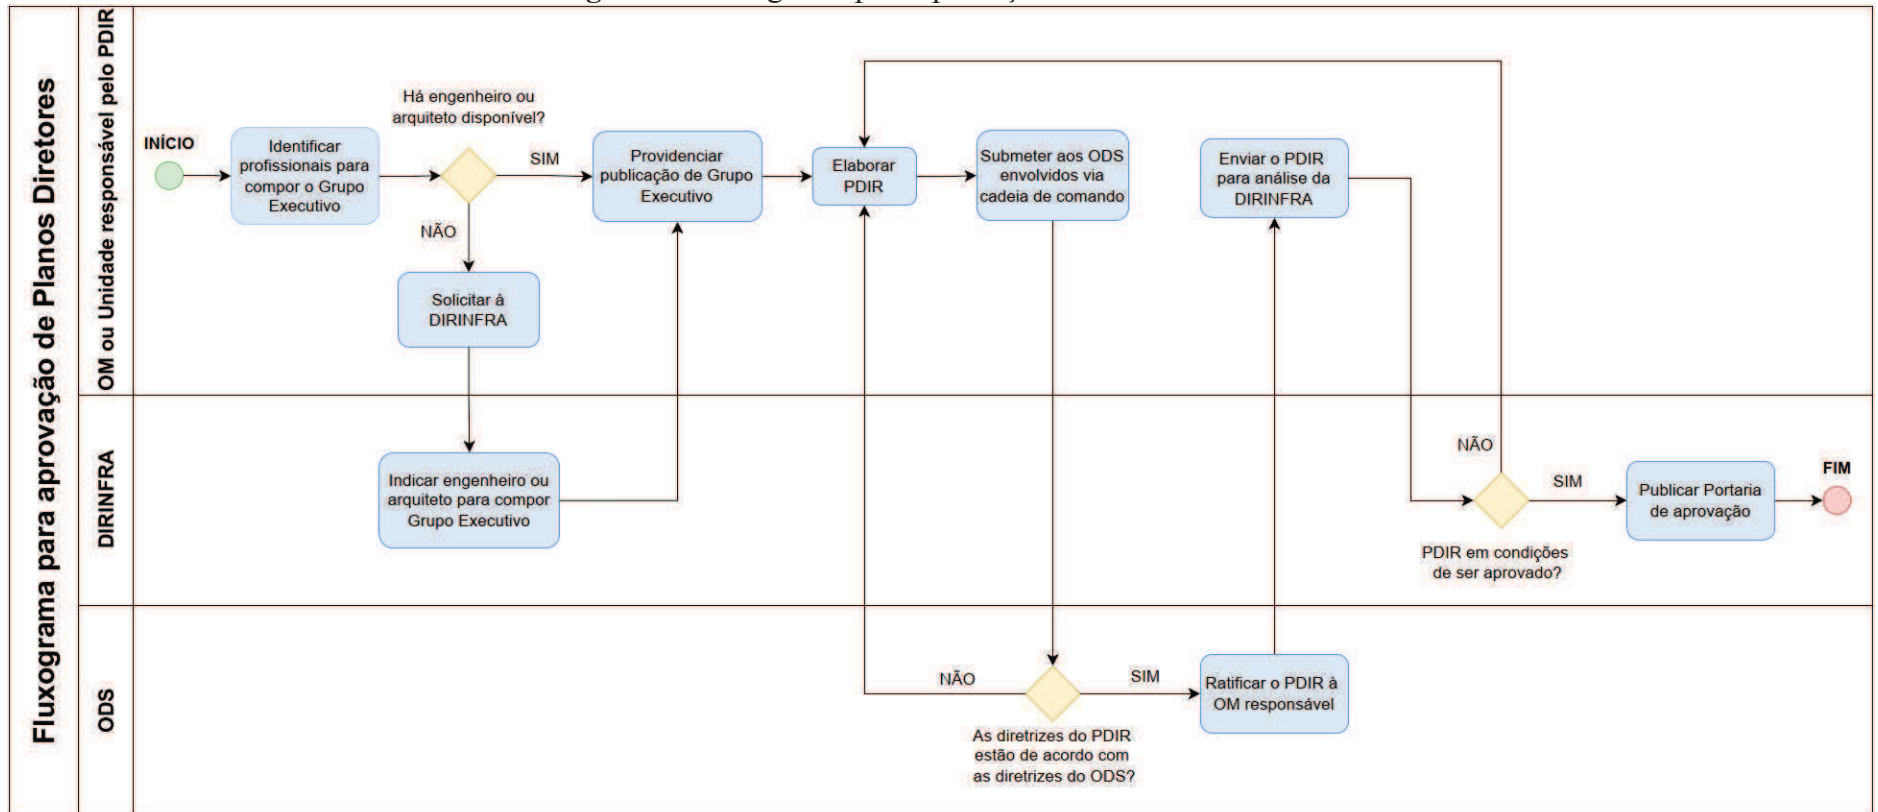 Fluxograma para aprovação de Planos Diretores
OM ou Unidade responsável pelo PDIR
INÍCIO
Identificar
profissionais para
compor o Grupo
Executivo
Há engenheiro ou
arquiteto disponível?
SIM
NÃO
Solicitar à
DIRINFRA
Providenciar
publicação de Grupo
Executivo
Elaborar
PDIR
Submeter aos ODS
envolvidos via
cadeia de comando
Enviar o PDIR
para análise da
DIRINFRA
DIRINFRA
Indicar engenheiro ou
arquiteto para compor
Grupo Executivo
NÃO
SIM
PDIR em condições
de ser aprovado?
Publicar Portaria
de aprovação
FIM
ODS
NÃO
SIM
As diretrizes do PDIR
estão de acordo com
as diretrizes do ODS?
Ratificar o PDIR à
OM responsável